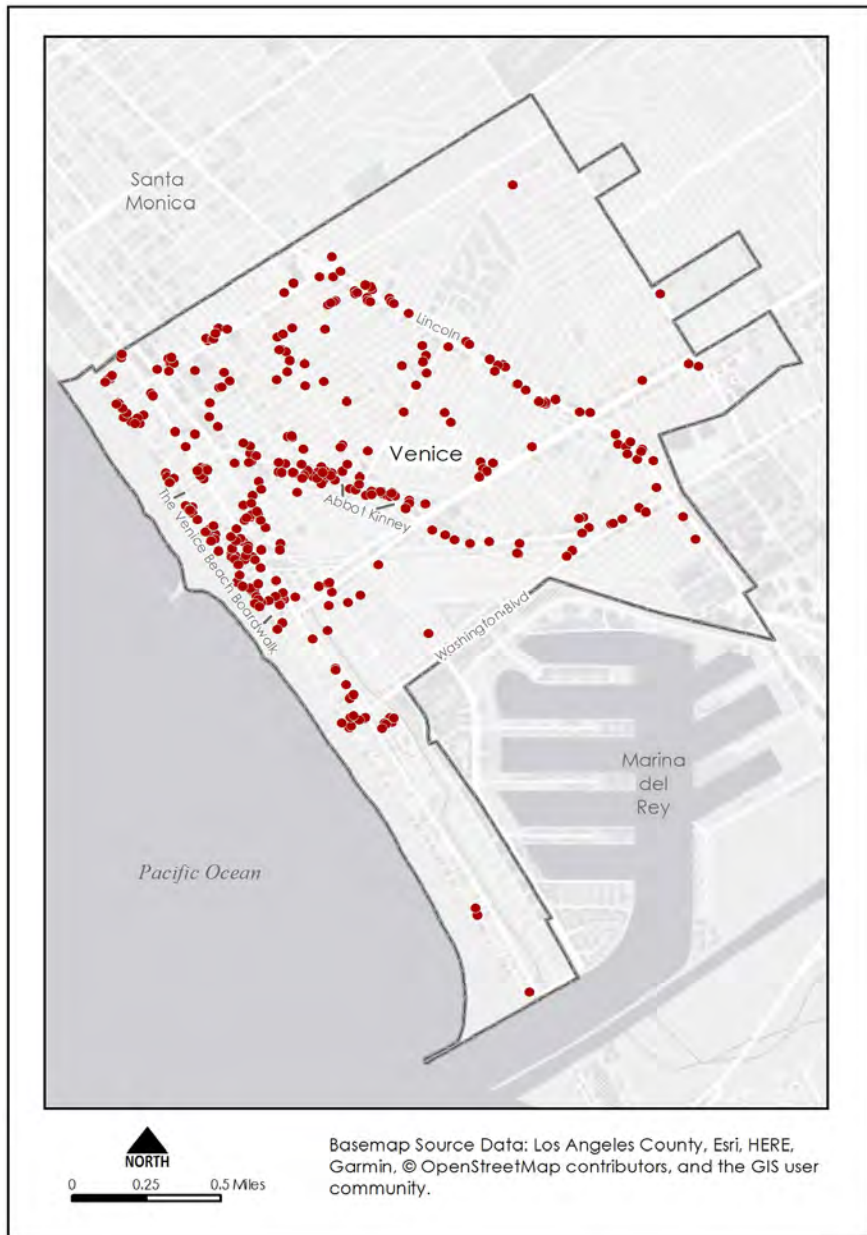 Santa
Monica
Lincoln
Venice
Abbot Kinney
The Venice Beach Boardwalk
Washington Blvd
Marina
del
Rey
Pacific Ocean
NORTH
0 0.25 0.5 Miles
Basemap Source Data: Los Angeles County, Esri, HERE,
Garmin, © OpenStreetMap contributors, and the GIS user
community.